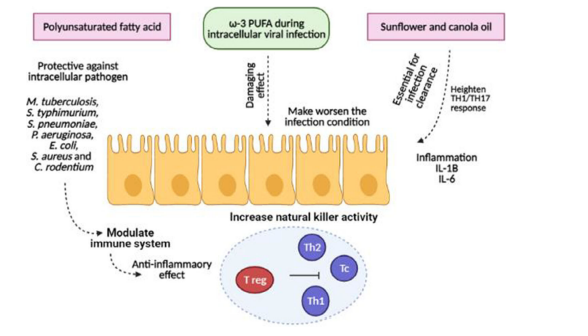 Polyunsaturated fatty acid
ω-3 PUFA during
intracellular viral infection
Sunflower and canola oil
Protective against
intracellular pathogen
M. tuberculosis,
S. typhimurium,
S. pneumoniae,
P. aeruginosa,
E. coli,
S. aureus and
C. rodentium
Damaging
effect
Make worsen the
infection condition
Essential for
infection
clearance
Heighten
TH1/TH17
response
Inflammation
IL-1B
IL-6
Increase natural killer activity
Modulate
immune system
Anti-inflammaory
effect
T reg
Th2
Tc
Th1